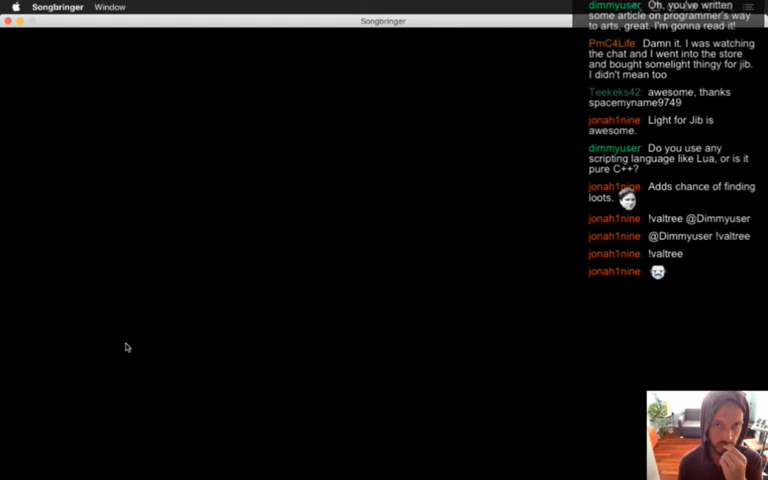 Songbringer Window
Songbringer
dimmyuser: Oh, you've written
some article on programmer's way
to arts, great. I'm gonna read it!
PmC4Life: Damn it. I was watching
the chat and I went into the store
and bought somelight thingy for jib.
I didn't mean too
Teekeks42: awesome, thanks
spacemyname9749
jonah1nine: Light for Jib is
awesome.
dimmyuser: Do you use any
scripting language like Lua, or is it
pure C++?
jonah1nine: Adds chance of finding
loots.
jonah1nine: !valtree @Dimmyuser
jonah1nine: @Dimmyuser !valtree
jonah1nine: !valtree
jonah1nine: